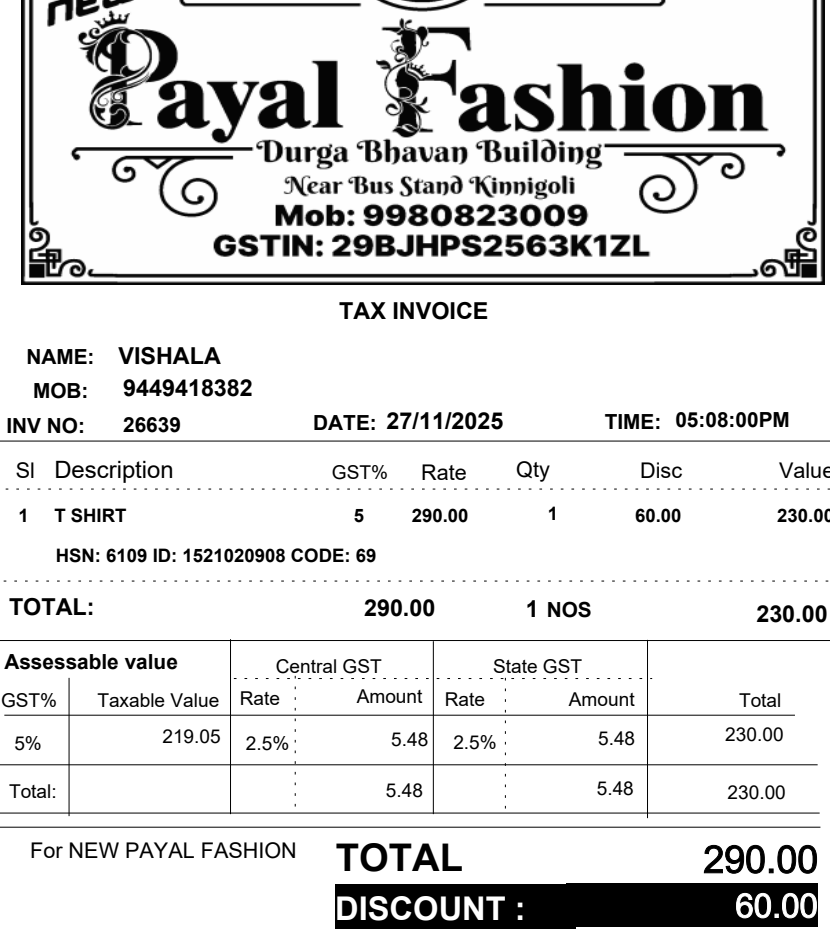 new
Payal Fashion
Durga Bhavan Building
Near Bus Stand Kinnigoli
Mob: 9980823009
GSTIN: 29BJHPS2563K1ZL
TAX INVOICE
NAME: VISHALA
MOB: 9449418382
INV NO: 26639 DATE: 27/11/2025 TIME: 05:08:00PM
Sl Description GST% Rate Qty Disc Value
1 T SHIRT 5 290.00 1 60.00 230.00
HSN: 6109 ID: 1521020908 CODE: 69
TOTAL: 290.00 1 NOS 230.00
Assessable value Central GST State GST
GST% Taxable Value Rate Amount Rate Amount Total
5% 219.05 2.5% 5.48 2.5% 5.48 230.00
Total: 5.48 5.48 230.00
For NEW PAYAL FASHION TOTAL 290.00
DISCOUNT : 60.00